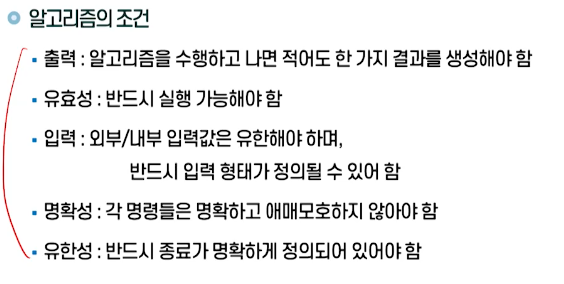 알고리즘의 조건
▪ 출력 : 알고리즘을 수행하고 나면 적어도 한 가지 결과를 생성해야 함
▪ 유효성 : 반드시 실행 가능해야 함
▪ 입력 : 외부/내부 입력값은 유한해야 하며,
반드시 입력 형태가 정의될 수 있어 함
▪ 명확성 : 각 명령들은 명확하고 애매모호하지 않아야 함
▪ 유한성 : 반드시 종료가 명확하게 정의되어 있어야 함